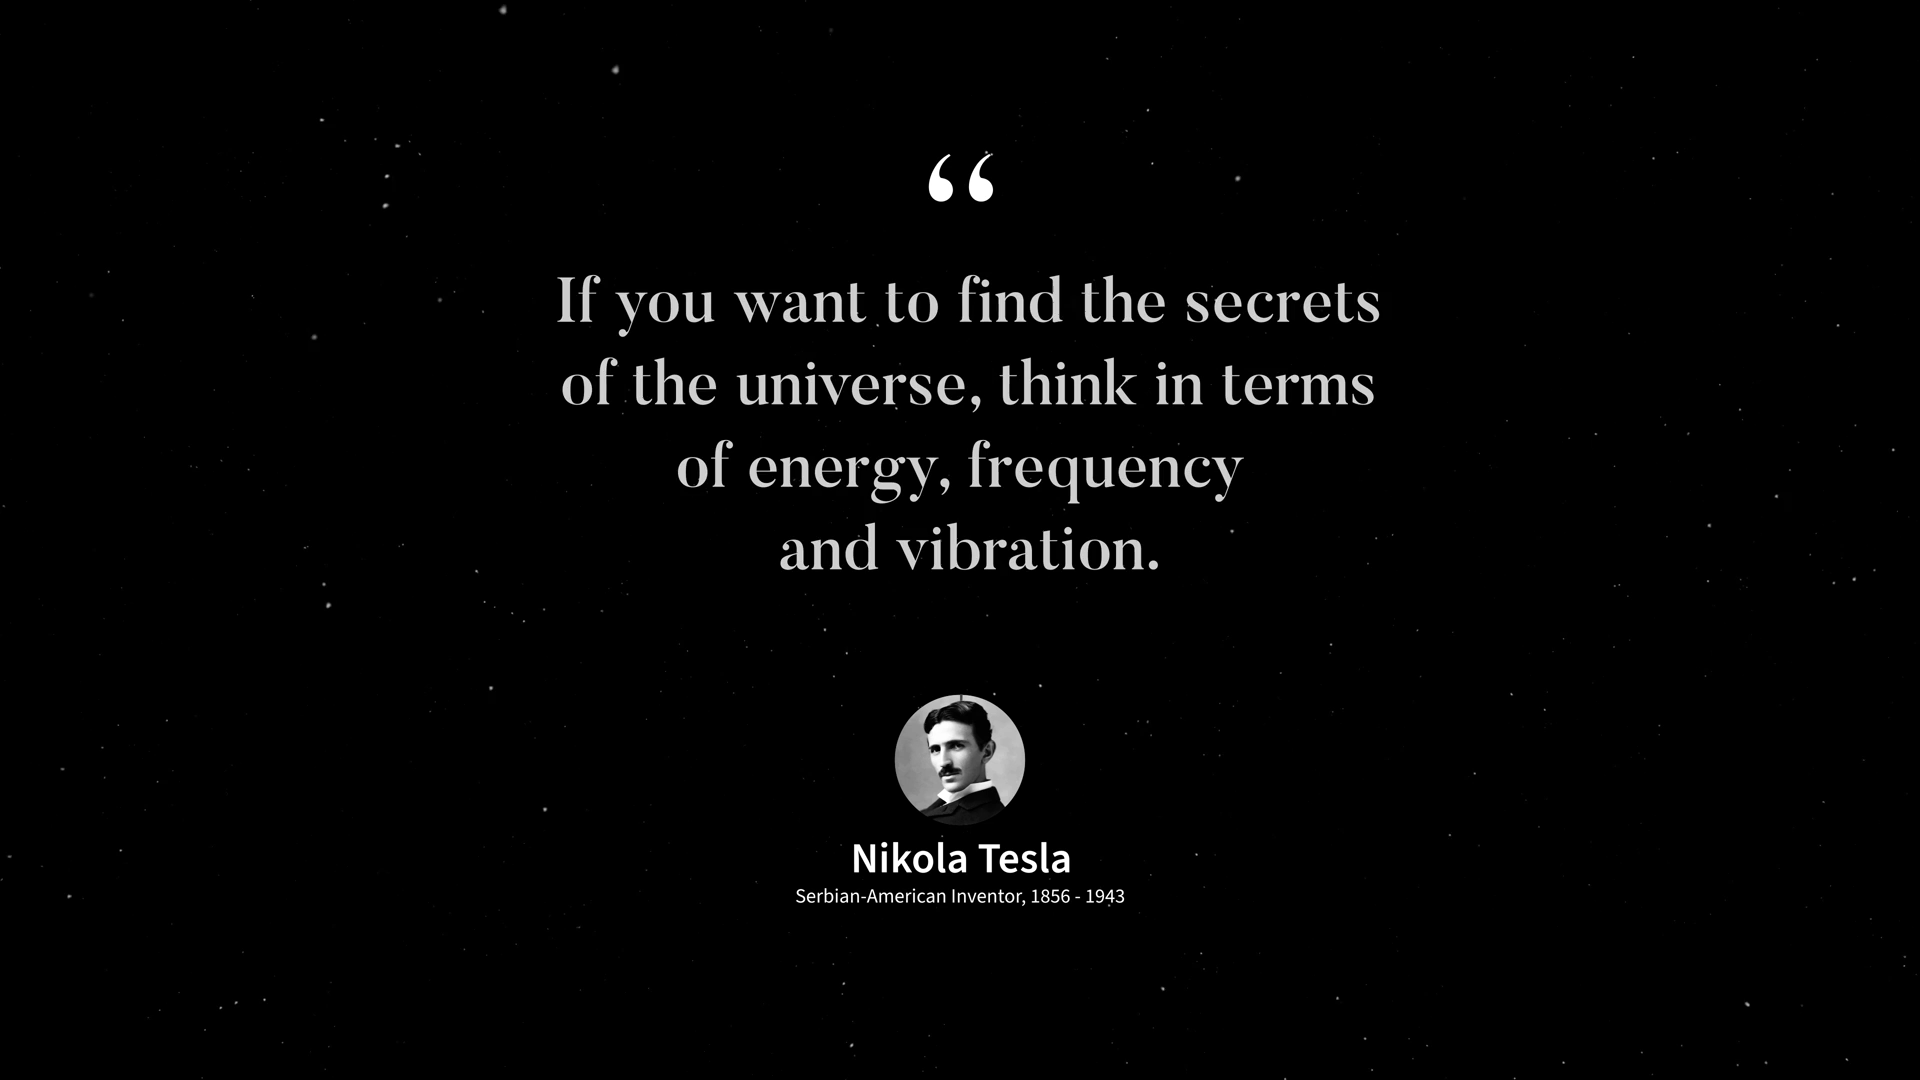 “
If you want to find the secrets
of the universe, think in terms
of energy, frequency
and vibration.
Nikola Tesla
Serbian-American Inventor, 1856 - 1943